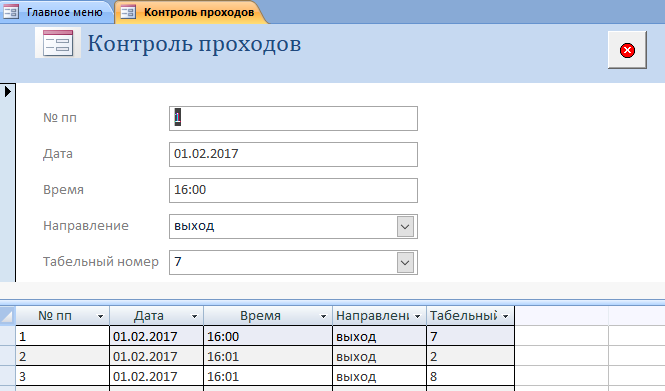 Главное меню Контроль проходов
Контроль проходов
№ пп 1
Дата 01.02.2017
Время 16:00
Направление выход
Табельный номер 7
№ пп Дата Время Направлени Табельный
1 01.02.2017 16:00 выход 7
2 01.02.2017 16:01 выход 2
3 01.02.2017 16:01 выход 8